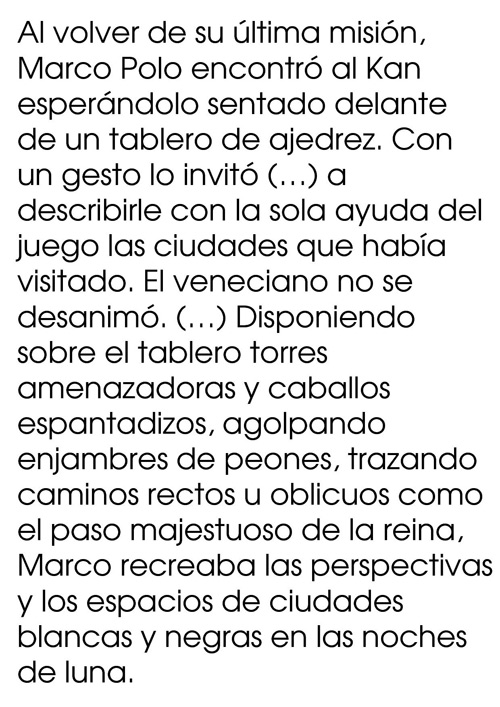 Al volver de su última misión,
Marco Polo encontró al Kan
esperándolo sentado delante
de un tablero de ajedrez. Con
un gesto lo invitó (...) a
describirle con la sola ayuda del
juego las ciudades que había
visitado. El veneciano no se
desanimó. (...) Disponiendo
sobre el tablero torres
amenazadoras y caballos
espantadizos, agolpando
enjambres de peones, trazando
caminos rectos u oblicuos como
el paso majestuoso de la reina,
Marco recreaba las perspectivas
y los espacios de ciudades
blancas y negras en las noches
de luna.